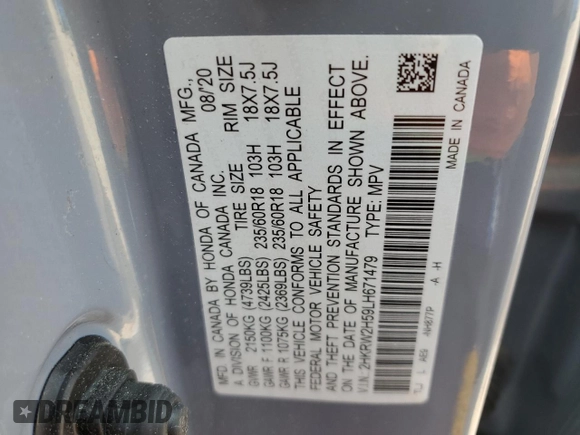 MFD. IN CANADA BY HONDA OF CANADA MFG.,
A DIVISION OF HONDA CANADA INC. 08/'20
TIRE SIZE RIM SIZE
GVWR 2150KG (4739LBS)
GAWR F 1100KG (2425LBS) 235/60R18 103H 18X7.5J
GAWR R 1075KG (2369LBS) 235/60R18 103H 18X7.5J
THIS VEHICLE CONFORMS TO ALL APPLICABLE
FEDERAL MOTOR VEHICLE SAFETY
AND THEFT PREVENTION STANDARDS IN EFFECT
ON THE DATE OF MANUFACTURE SHOWN ABOVE.
V.I.N.: 2HKRW2H59LH671479 TYPE: MPV
NH877P -A -H
MADE IN CANADA
DREAMBID